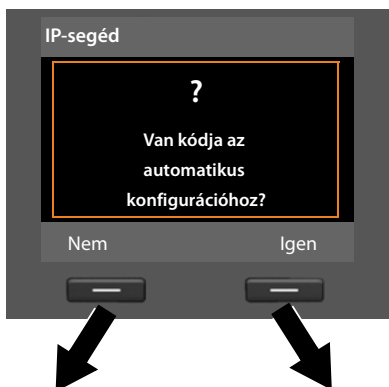 IP-segéd
?
Van kódja az
automatikus
konfigurációhoz?
Nem Igen